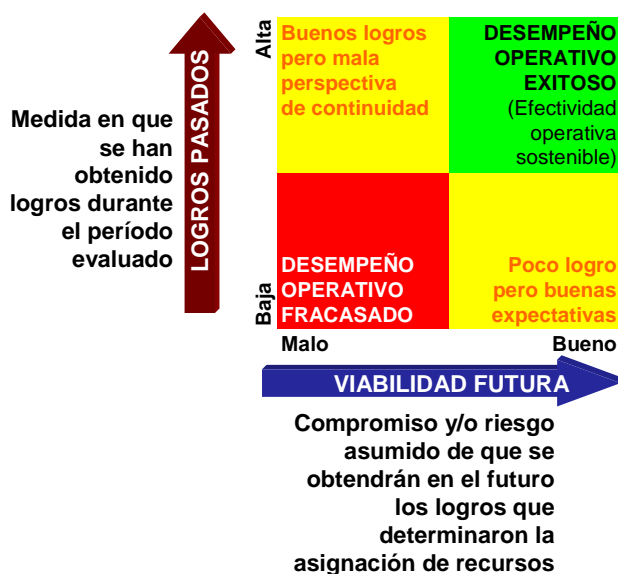 Medida en que
se han
obtenido
logros durante
el período
evaluado
LOGROS PASADOS
Alta
Baja
Buenos logros
pero mala
perspectiva
de continuidad
DESEMPEÑO
OPERATIVO
EXITOSO
(Efectividad
operativa
sostenible)
DESEMPEÑO
OPERATIVO
FRACASADO
Poco logro
pero buenas
expectativas
Malo
Bueno
VIABILIDAD FUTURA
Compromiso y/o riesgo
asumido de que se
obtendrán en el futuro
los logros que
determinaron la
asignación de recursos